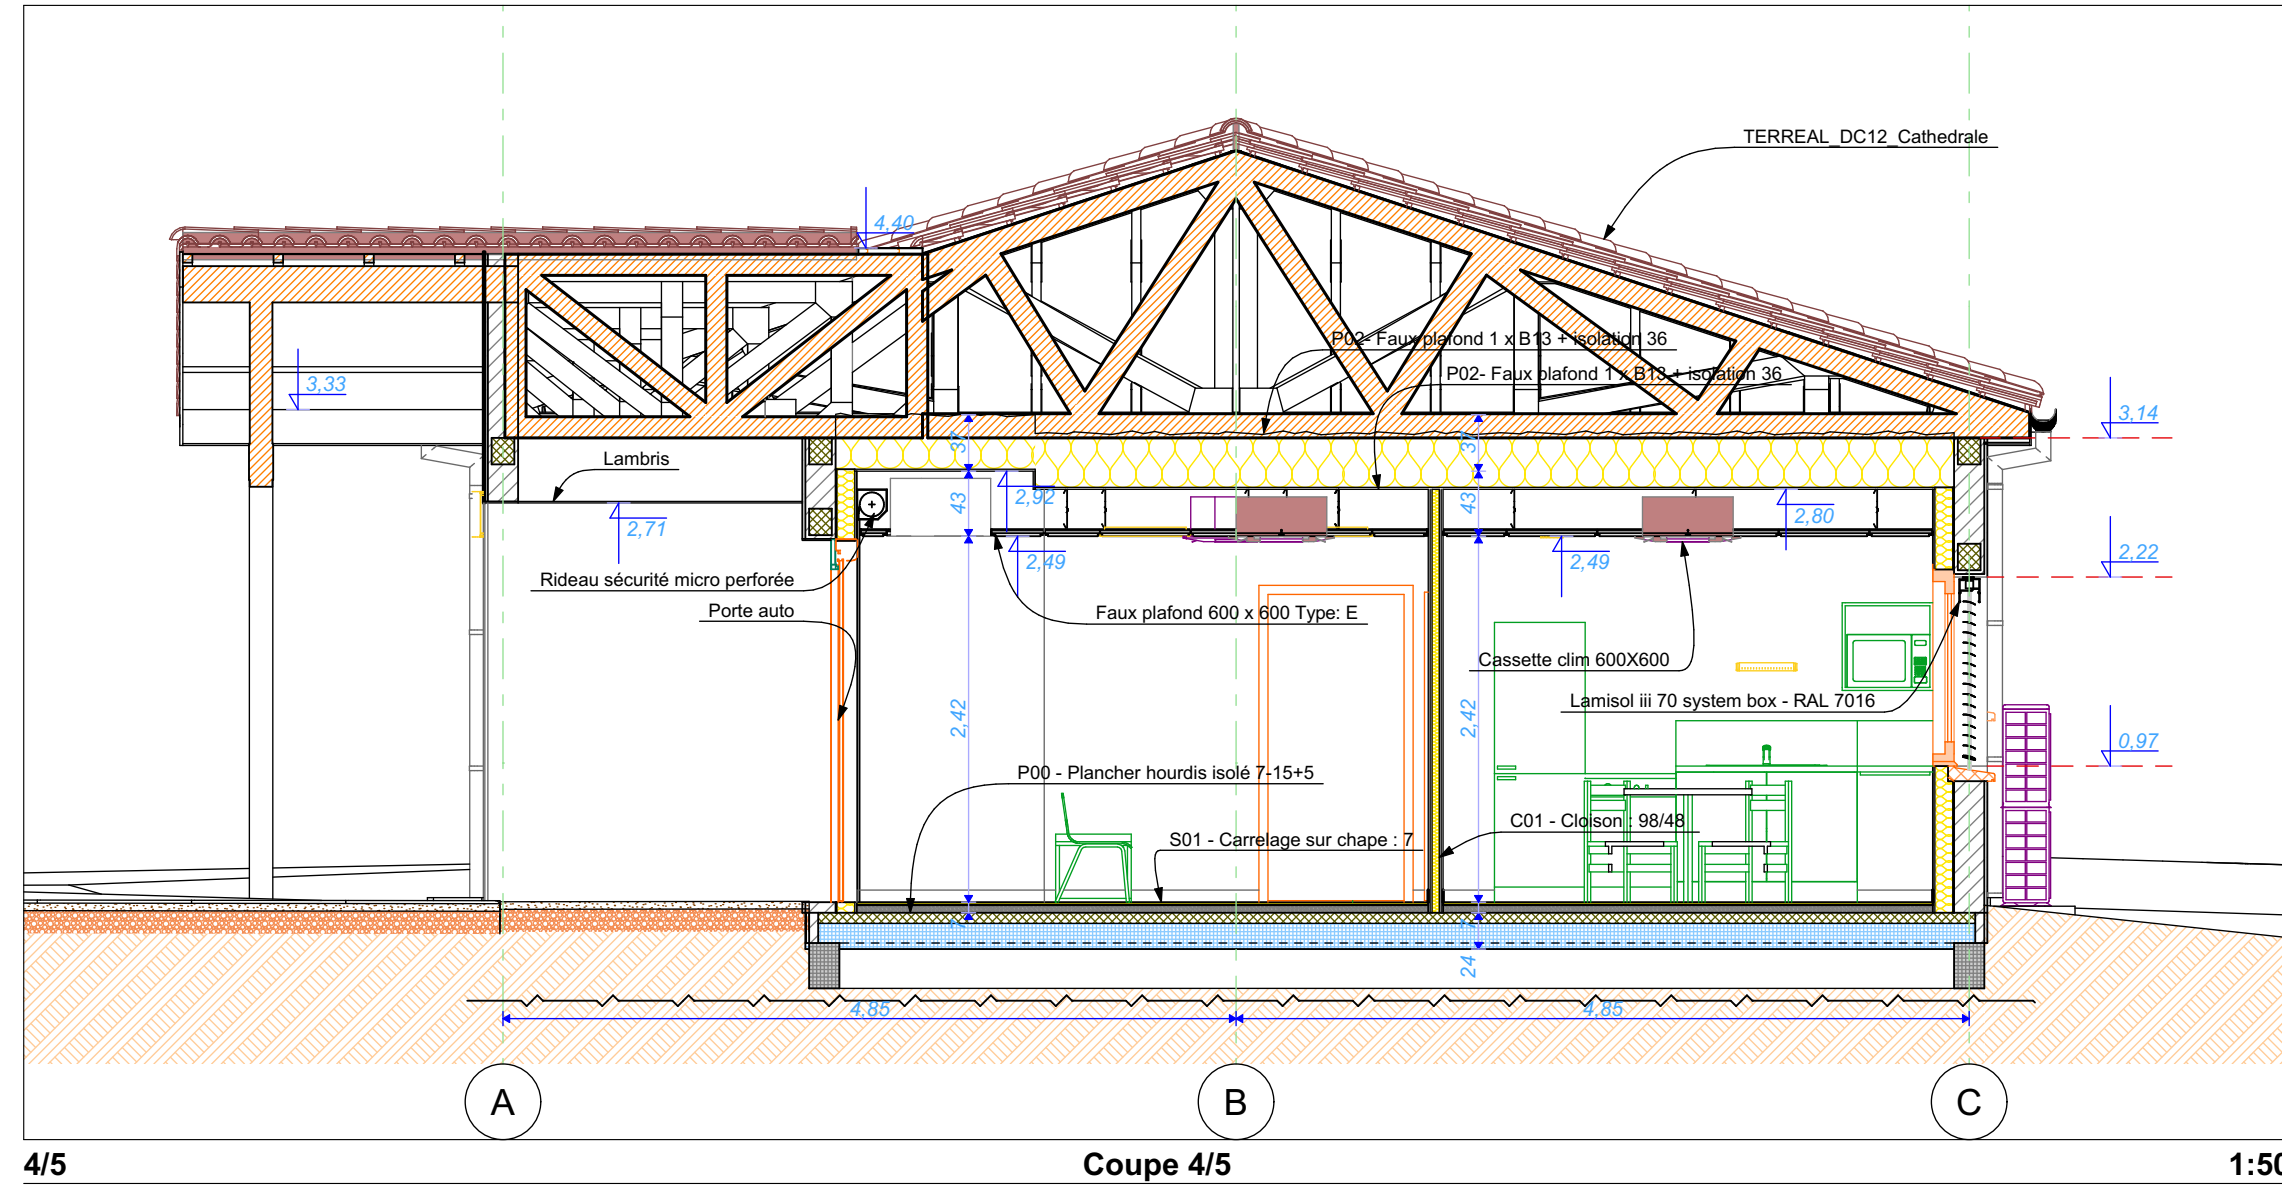 TERREAL_DC12_Cathedrale
4,40
P02- Faux plafond 1 x B13 + isolation 36
P02- Faux plafond 1 x B13 + isolation 36
3,33
3,14
37
37
Lambris
2,71
43
2,92
43
2,80
2,49
2,49
2,22
Rideau sécurité micro perforée
Porte auto
Faux plafond 600 x 600 Type: E
Cassette clim 600X600
Lamisol iii 70 system box - RAL 7016
2,42
2,42
0,97
P00 - Plancher hourdis isolé 7-15+5
S01 - Carrelage sur chape : 7
C01 - Cloison : 98/48
7
7
24
4,85
4,85
A
B
C
4/5
Coupe 4/5
1:50